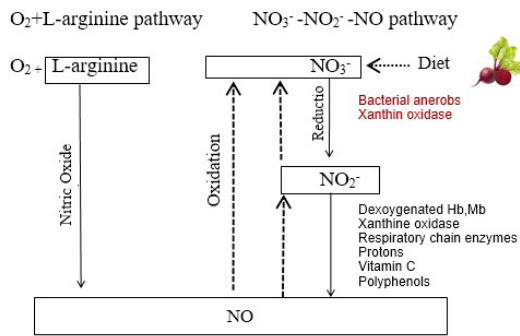 O₂+L-arginine pathway
NO₃⁻ -NO₂⁻ -NO pathway
O₂ + L-arginine
NO₃⁻
Diet
Bacterial anerobs
Xanthin oxidase
Reductio
Oxidation
Nitric Oxide
NO₂⁻
Dexoygenated Hb,Mb
Xanthine oxidase
Respiratory chain enzymes
Protons
Vitamin C
Polyphenols
NO